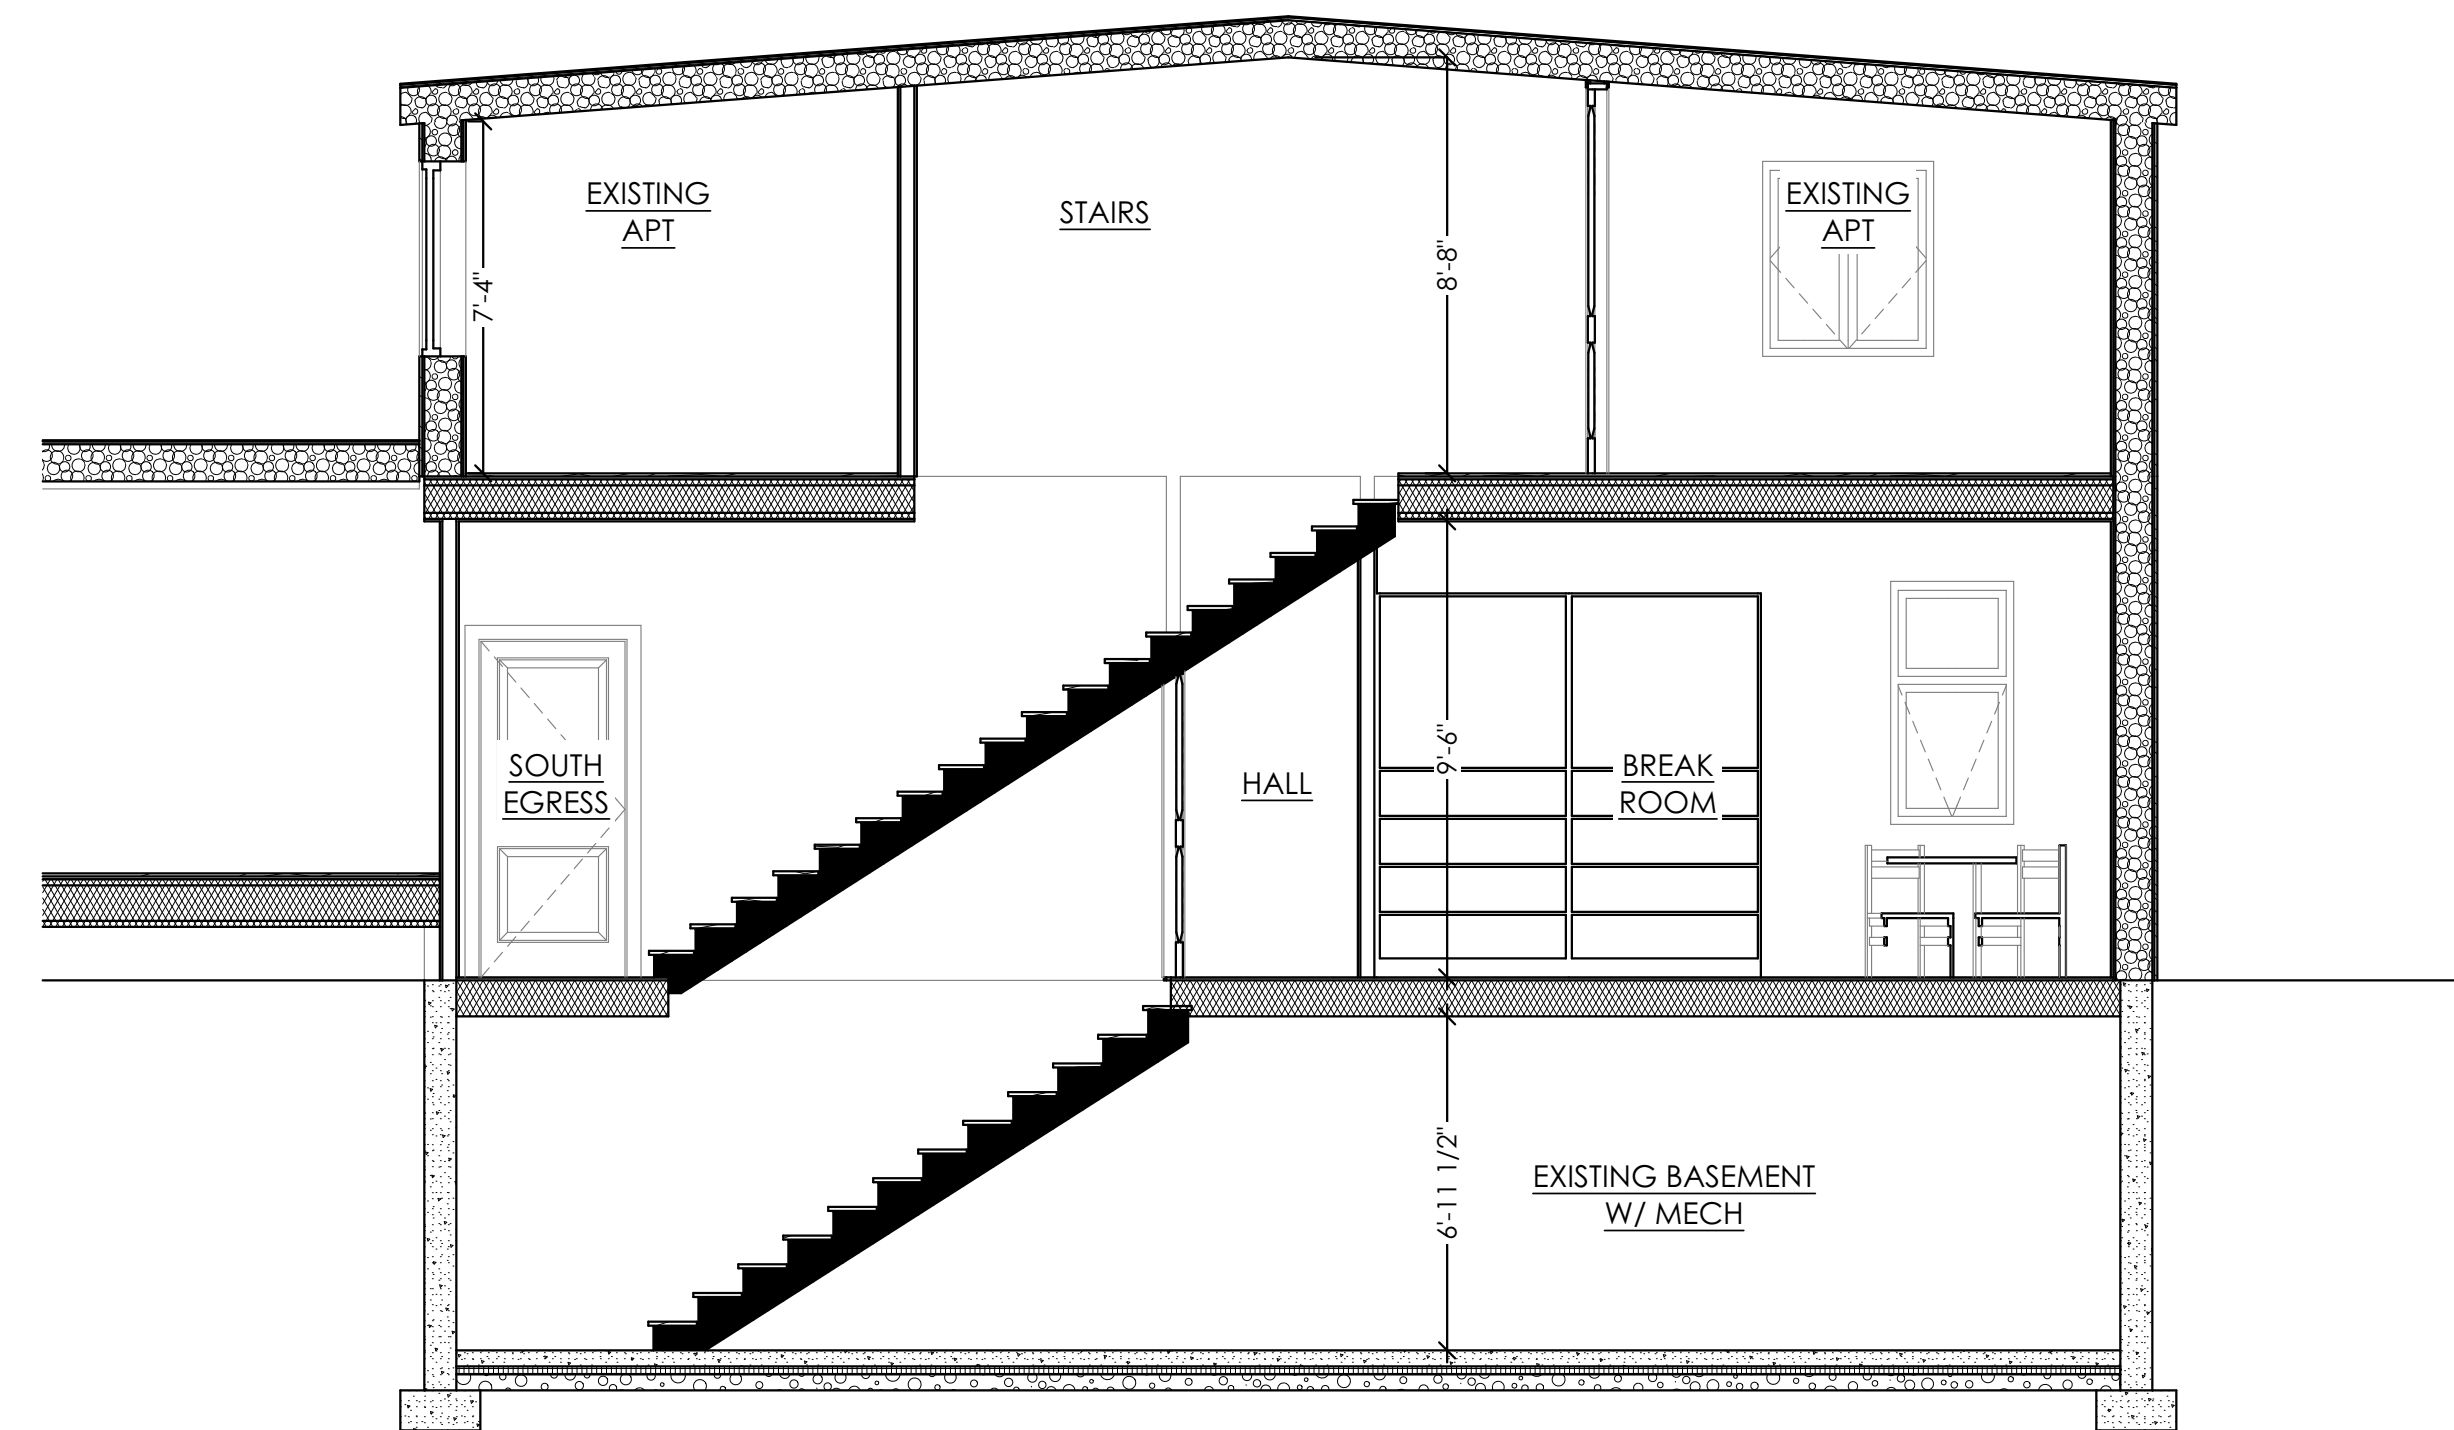 EXISTING
APT
STAIRS
EXISTING
APT
7'-4"
8'-8"
SOUTH
EGRESS
HALL
9'-6"
BREAK
ROOM
6'-11 1/2"
EXISTING BASEMENT
W/ MECH